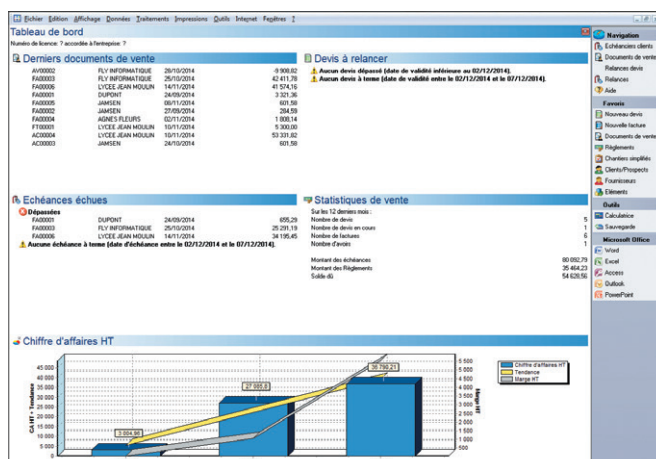 Fichier Edition Affichage Données Traitements Impressions Outils Internet Fenêtres ?
Tableau de bord
Numéro de licence: ? accordée à l'entreprise: ?
Derniers documents de vente
AV00002 FLY INFORMATIQUE 28/10/2014 -9 908,82
FA00003 FLY INFORMATIQUE 25/10/2014 42 411,78
FA00006 LYCEE JEAN MOULIN 14/11/2014 41 574,16
FA00001 DUPONT 24/09/2014 3 321,36
FA00005 JAMSEN 08/11/2014 601,58
FA00002 JAMSEN 27/09/2014 284,59
FA00004 AGNÈS FLEURS 02/11/2014 1 808,14
FT00001 LYCEE JEAN MOULIN 10/11/2014 5 300,00
AC00004 LYCEE JEAN MOULIN 10/11/2014 53 331,82
AC00003 JAMSEN 24/10/2014 601,58
Devis à relancer
Aucun devis dépassé (date de validité inférieure au 02/12/2014).
Aucun devis à terme (date de validité entre le 02/12/2014 et le 07/12/2014).
Echéances échues
Dépassées
FA00001 DUPONT 24/09/2014 655,29
FA00003 FLY INFORMATIQUE 25/10/2014 25 291,19
FA00006 LYCEE JEAN MOULIN 14/11/2014 34 195,45
Aucune échéance à terme (date d'échéance entre le 02/12/2014 et le 07/12/2014).
Statistiques de vente
Sur les 12 derniers mois :
Nombre de devis 5
Nombre de devis en cours 1
Nombre de factures 6
Nombre d'avoirs 1
Montant des échéances 80 092,79
Montant des Règlements 35 464,23
Solde dû 54 628,56
Chiffre d'affaires HT
CA HT + Tendance
45 000
40 000
35 000
30 000
25 000
20 000
15 000
10 000
5 000
0
3 004,96
27 985,8
38 790,21
5 500
5 000
4 500
4 000
3 500
3 000
2 500
2 000
1 500
1 000
500
Marge HT
Chiffre d'affaires HT
Tendance
Marge HT
Navigation
Echéanciers clients
Documents de vente
Relances devis
Relances
Aide
Favoris
Nouveau devis
Nouvelle facture
Documents de vente
Règlements
Chantiers simplifiés
Clients/Prospects
Fournisseurs
Eléments
Outils
Calculatrice
Sauvegarde
Microsoft Office
Word
Excel
Access
Outlook
PowerPoint